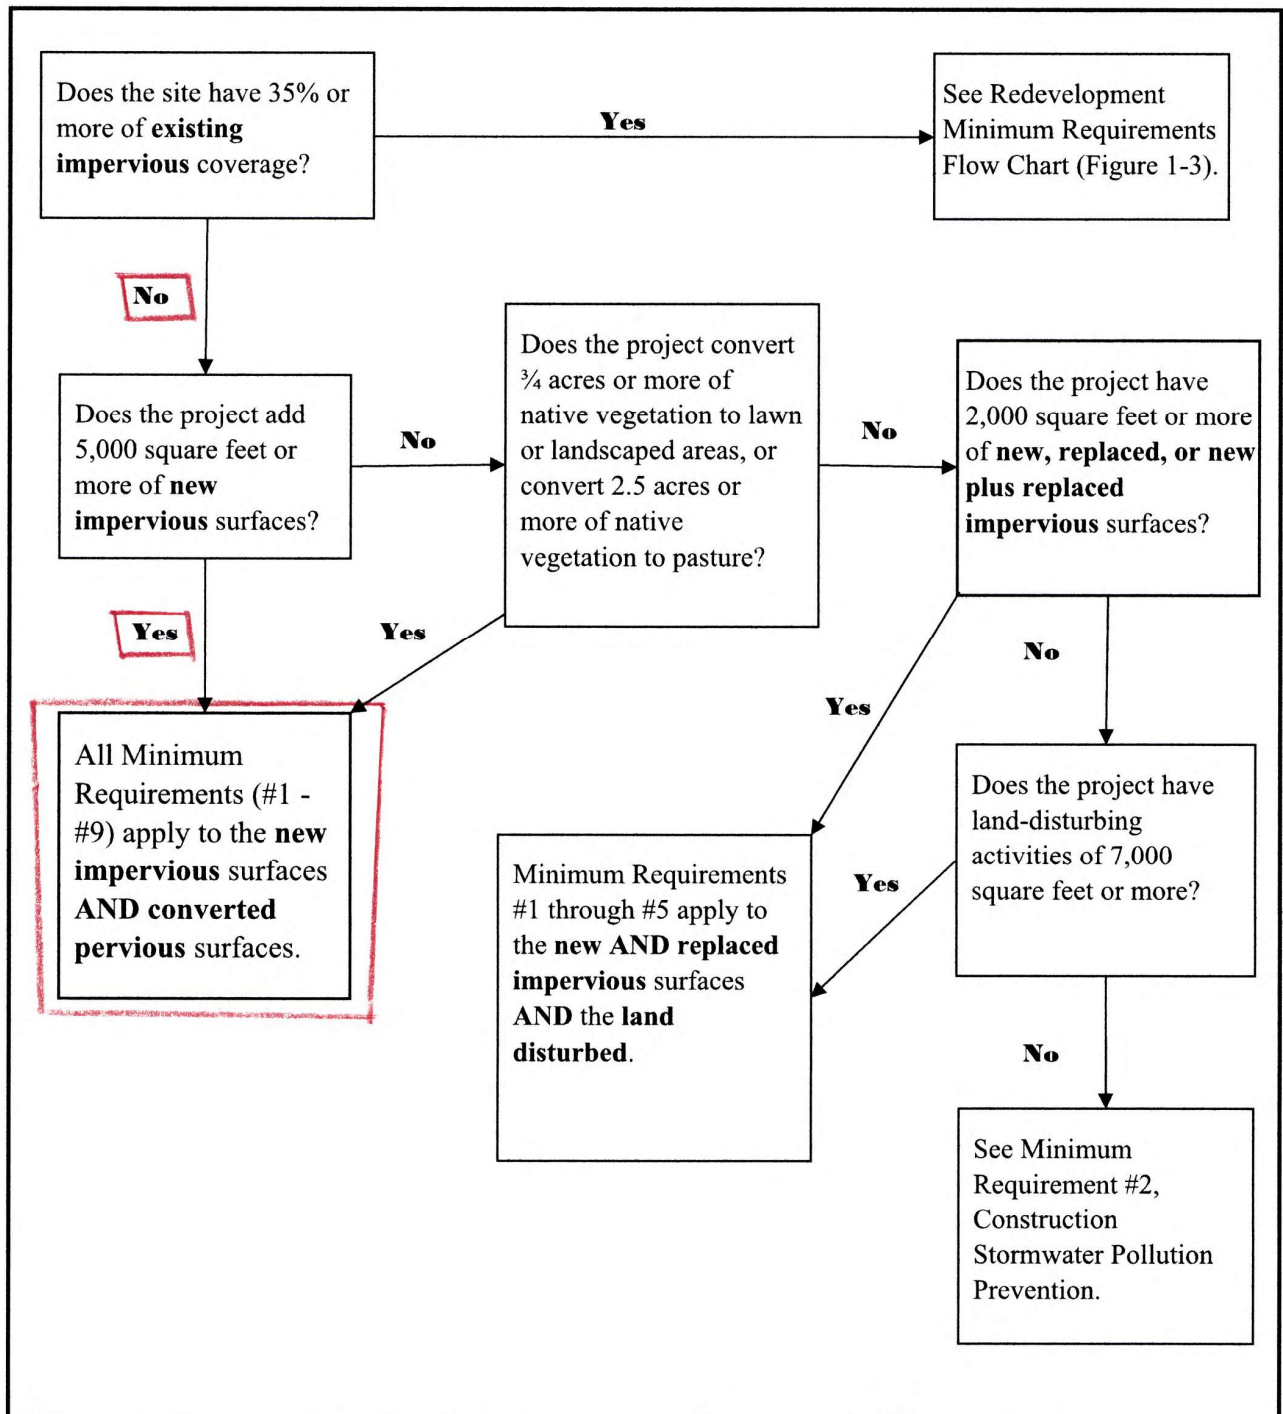 Does the site have 35% or
more of existing
impervious coverage?
Yes
See Redevelopment
Minimum Requirements
Flow Chart (Figure 1-3).
No
Does the project add
5,000 square feet or
more of new
impervious surfaces?
No
Does the project convert
¾ acres or more of
native vegetation to lawn
or landscaped areas, or
convert 2.5 acres or
more of native
vegetation to pasture?
No
Does the project have
2,000 square feet or more
of new, replaced, or new
plus replaced
impervious surfaces?
Yes
Yes
Yes
No
All Minimum
Requirements (#1 -
#9) apply to the new
impervious surfaces
AND converted
pervious surfaces.
Minimum Requirements
#1 through #5 apply to
the new AND replaced
impervious surfaces
AND the land
disturbed.
Yes
Does the project have
land-disturbing
activities of 7,000
square feet or more?
No
See Minimum
Requirement #2,
Construction
Stormwater Pollution
Prevention.